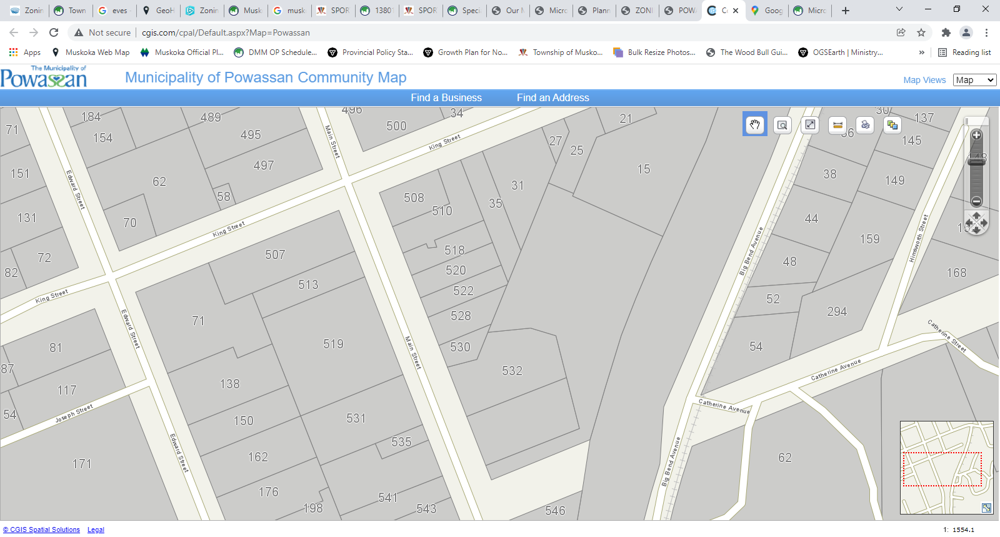 Zonin
Town
eves -
GeoH
Zonin
Musk
musk
SPOR
13801
SPOR
Speci
Our M
Micro
Plann
ZONI
POWA
Co
Goog
Micro
Not secure
cgis.com/cpal/Default.aspx?Map=Powassan
Apps
Muskoka Web Map
Muskoka Official Pl...
DMM OP Schedule...
Provincial Policy Sta...
Growth Plan for No...
Township of Musko...
Bulk Resize Photos...
The Wood Bull Gui...
OGSEarth | Ministry...
»
Reading list
The Municipality of
Powassan
Municipality of Powassan Community Map
Map Views
Map
Find a Business
Find an Address
71
184
154
489
495
497
496
500
34
27
25
21
15
30
36
137
145
148
151
62
58
508
510
31
35
38
149
131
70
44
159
72
82
507
513
518
520
522
528
530
48
52
168
294
71
519
54
81
87
117
54
138
532
150
531
535
162
171
176
198
541
543
546
62
Edward Street
Main Street
King Street
King Street
King Street
Edward Street
Main Street
Joseph Street
Edward Street
Big Bend Avenue
Himsworth Street
Catherine Street
Catherine Avenue
Catherine Avenue
Big Bend Avenue
© CGIS Spatial Solutions
Legal
1: 1554.1